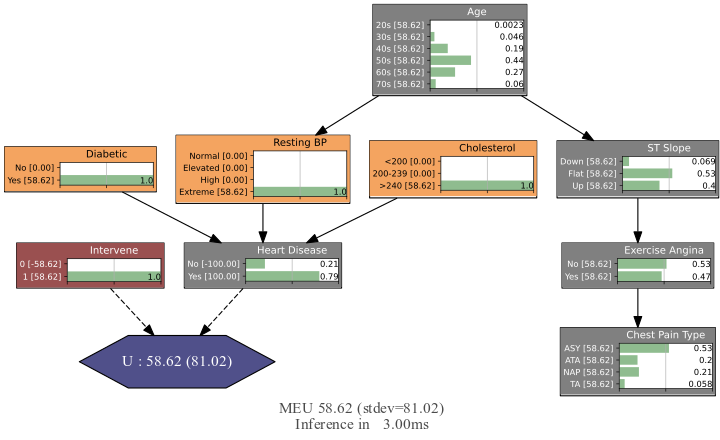 Age
20s [58.62] 0.0023
30s [58.62] 0.046
40s [58.62] 0.19
50s [58.62] 0.44
60s [58.62] 0.27
70s [58.62] 0.06
Diabetic
No [0.00]
Yes [58.62] 1.0
Resting BP
Normal [0.00]
Elevated [0.00]
High [0.00]
Extreme [58.62] 1.0
Cholesterol
<200 [0.00]
200-239 [0.00]
>240 [58.62] 1.0
ST Slope
Down [58.62] 0.069
Flat [58.62] 0.53
Up [58.62] 0.4
Intervene
0 [-58.62]
1 [58.62] 1.0
Heart Disease
No [-100.00] 0.21
Yes [100.00] 0.79
Exercise Angina
No [58.62] 0.53
Yes [58.62] 0.47
U : 58.62 (81.02)
Chest Pain Type
ASY [58.62] 0.53
ATA [58.62] 0.2
NAP [58.62] 0.21
TA [58.62] 0.058
MEU 58.62 (stdev=81.02)
Inference in 3.00ms